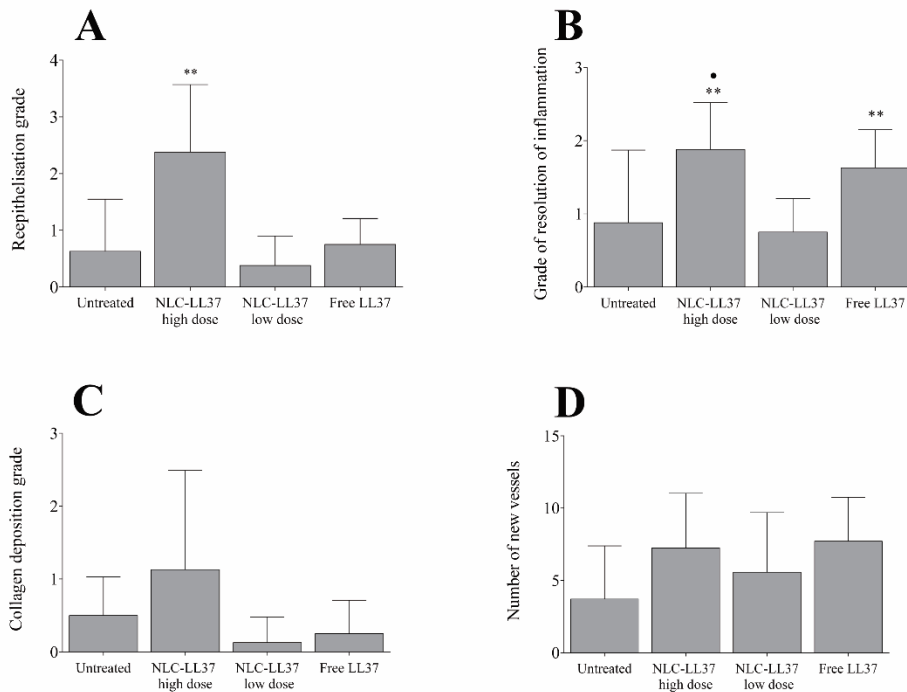 A
Reepithelisation grade
4
3
2
1
0
**
Untreated
NLC-LL37
high dose
NLC-LL37
low dose
Free LL37
B
Grade of resolution of inflammation
3
2
1
0
•
**
**
Untreated
NLC-LL37
high dose
NLC-LL37
low dose
Free LL37
C
Collagen deposition grade
3
2
1
0
Untreated
NLC-LL37
high dose
NLC-LL37
low dose
Free LL37
D
Number of new vessels
15
10
5
0
Untreated
NLC-LL37
high dose
NLC-LL37
low dose
Free LL37